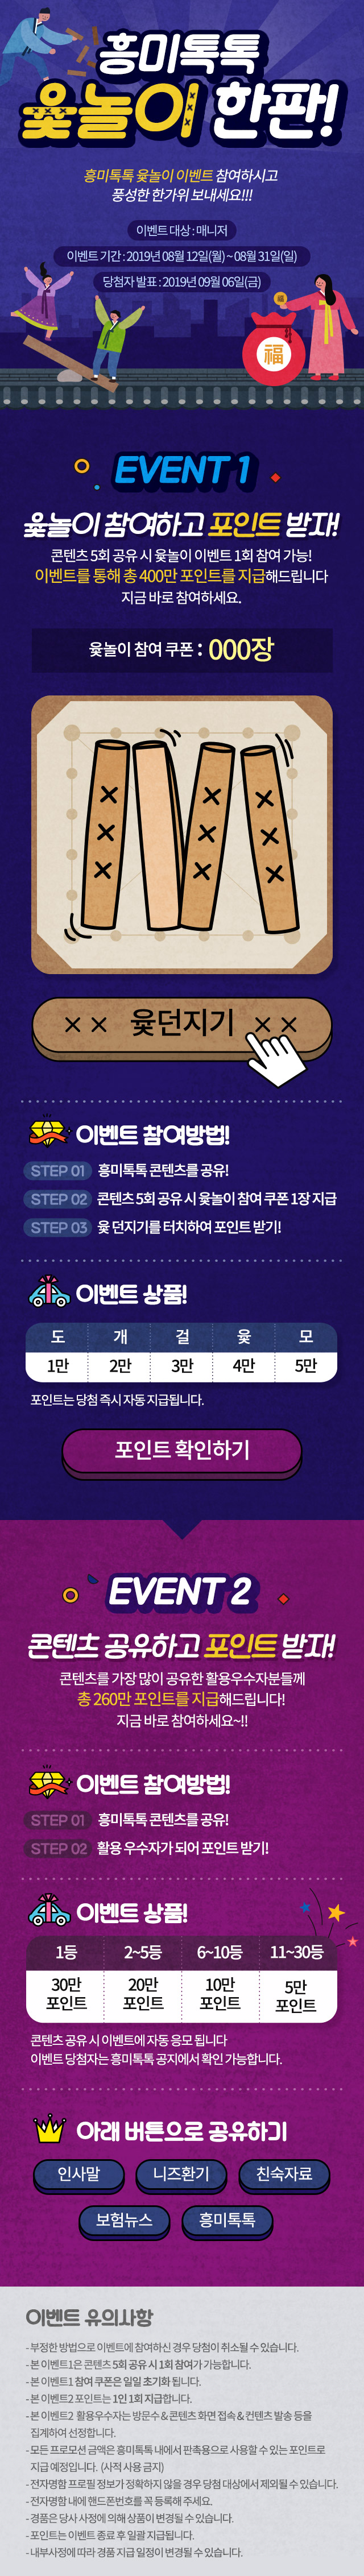 흥미톡톡
윷놀이 한판!
흥미톡톡 윷놀이 이벤트 참여하시고
풍성한 한가위 보내세요!!!
이벤트 대상 : 매니저
이벤트 기간 : 2019년 08월 12일(월) ~ 08월 31일(일)
당첨자 발표 : 2019년 09월 06일(금)
福
福
EVENT 1
윷놀이 참여하고 포인트 받자!
콘텐츠 5회 공유 시 윷놀이 이벤트 1회 참여 가능!
이벤트를 통해 총 400만 포인트를 지급해드립니다
지금 바로 참여하세요.
윷놀이 참여 쿠폰 : 000장
윷던지기
이벤트 참여방법!
STEP 01 흥미톡톡 콘텐츠를 공유!
STEP 02 콘텐츠 5회 공유 시 윷놀이 참여 쿠폰 1장 지급
STEP 03 윷 던지기를 터치하여 포인트 받기!
이벤트 상품!
도 개 걸 윷 모
1만 2만 3만 4만 5만
포인트는 당첨 즉시 자동 지급됩니다.
포인트 확인하기
EVENT 2
콘텐츠 공유하고 포인트 받자!
콘텐츠를 가장 많이 공유한 활용우수자분들께
총 260만 포인트를 지급해드립니다!
지금 바로 참여하세요~!!
이벤트 참여방법!
STEP 01 흥미톡톡 콘텐츠를 공유!
STEP 02 활용 우수자가 되어 포인트 받기!
이벤트 상품!
1등 2~5등 6~10등 11~30등
30만 20만 10만 5만
포인트 포인트 포인트 포인트
콘텐츠 공유 시 이벤트에 자동 응모 됩니다
이벤트 당첨자는 흥미톡톡 공지에서 확인 가능합니다.
아래 버튼으로 공유하기
인사말 니즈환기 친숙자료
보험뉴스 흥미톡톡
이벤트 유의사항
- 부정한 방법으로 이벤트에 참여하신 경우 당첨이 취소될 수 있습니다.
- 본 이벤트1은 콘텐츠 5회 공유 시 1회 참여가 가능합니다.
- 본 이벤트1 참여 쿠폰은 일일 초기화 됩니다.
- 본 이벤트2 포인트는 1인 1회 지급합니다.
- 본 이벤트2 활용우수자는 방문수 & 콘텐츠 화면 접속 & 컨텐츠 발송 등을
집계하여 선정합니다.
- 모든 프로모션 금액은 흥미톡톡 내에서 판촉용으로 사용할 수 있는 포인트로
지급 예정입니다. (사적 사용 금지)
- 전자명함 프로필 정보가 정확하지 않을 경우 당첨 대상에서 제외될 수 있습니다.
- 전자명함 내에 핸드폰번호를 꼭 등록해 주세요.
- 경품은 당사 사정에 의해 상품이 변경될 수 있습니다.
- 포인트는 이벤트 종료 후 일괄 지급됩니다.
- 내부사정에 따라 경품 지급 일정이 변경될 수 있습니다.